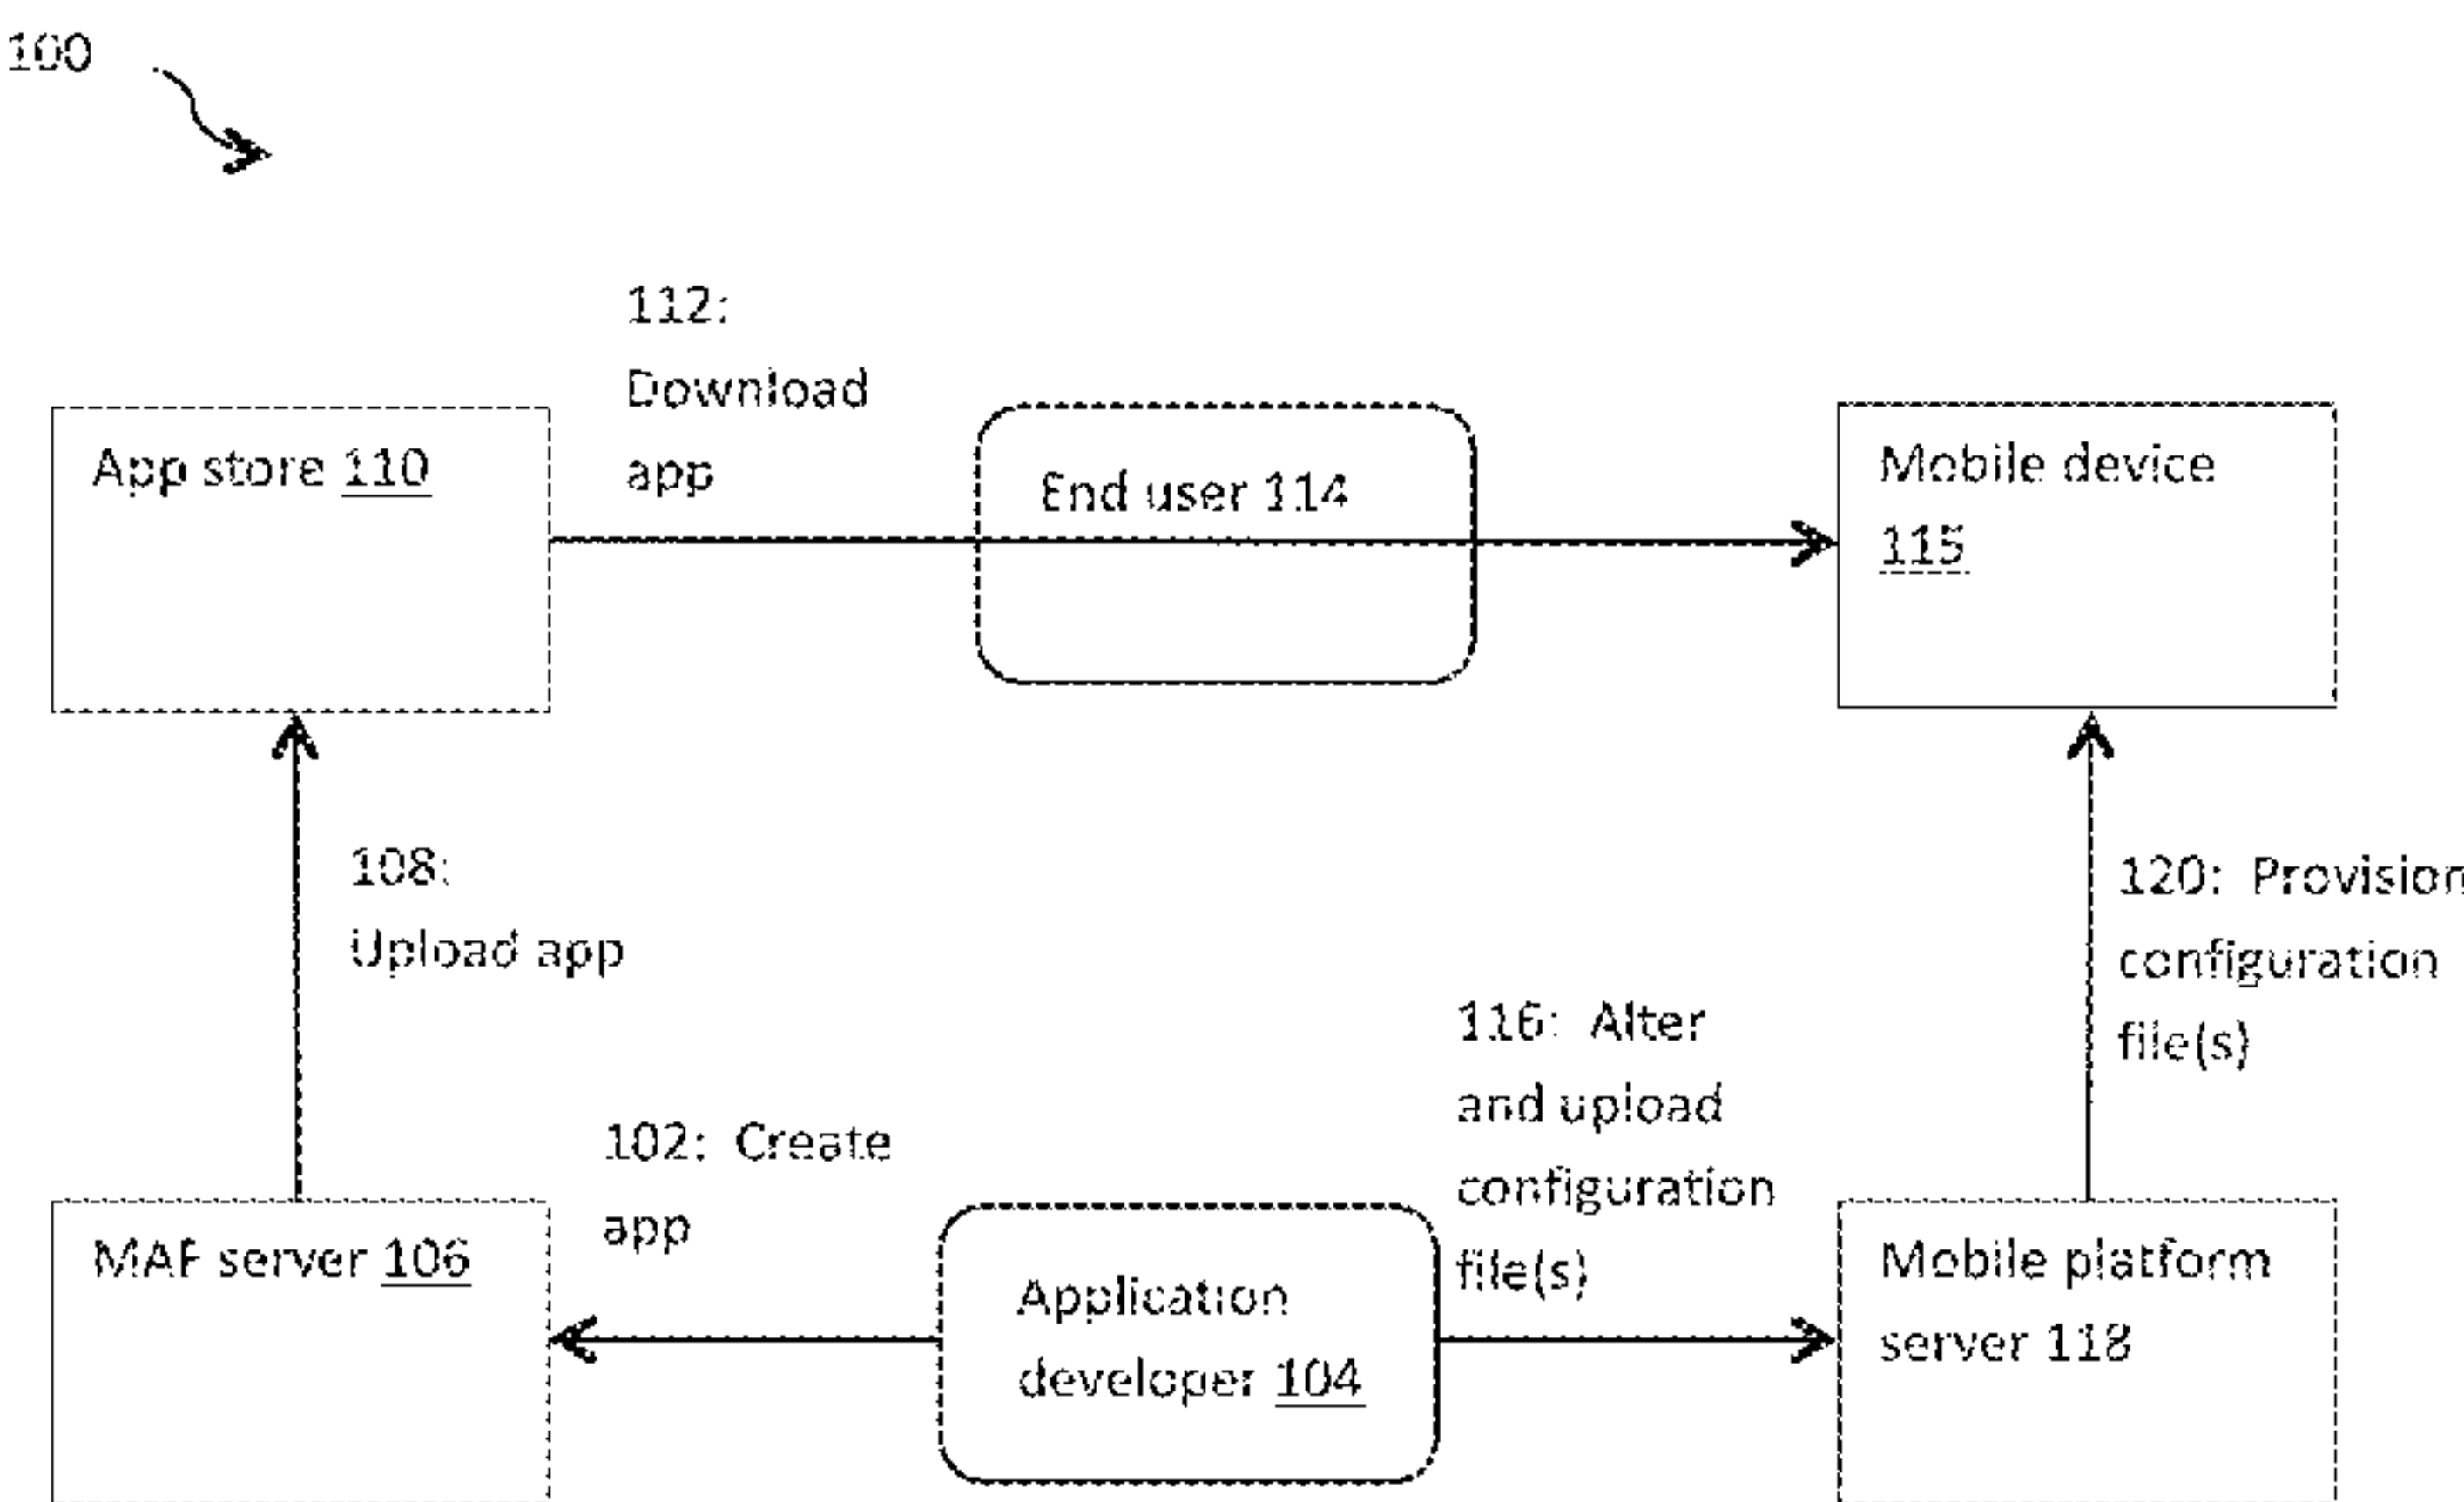 100
112:
Download
app
App store 110
End user 114
Mobile device
115
108:
Upload app
120: Provision
configuration
file(s)
116: Alter
and upload
configuration
file(s)
102: Create
app
MAF server 106
Application
developer 104
Mobile platform
server 118